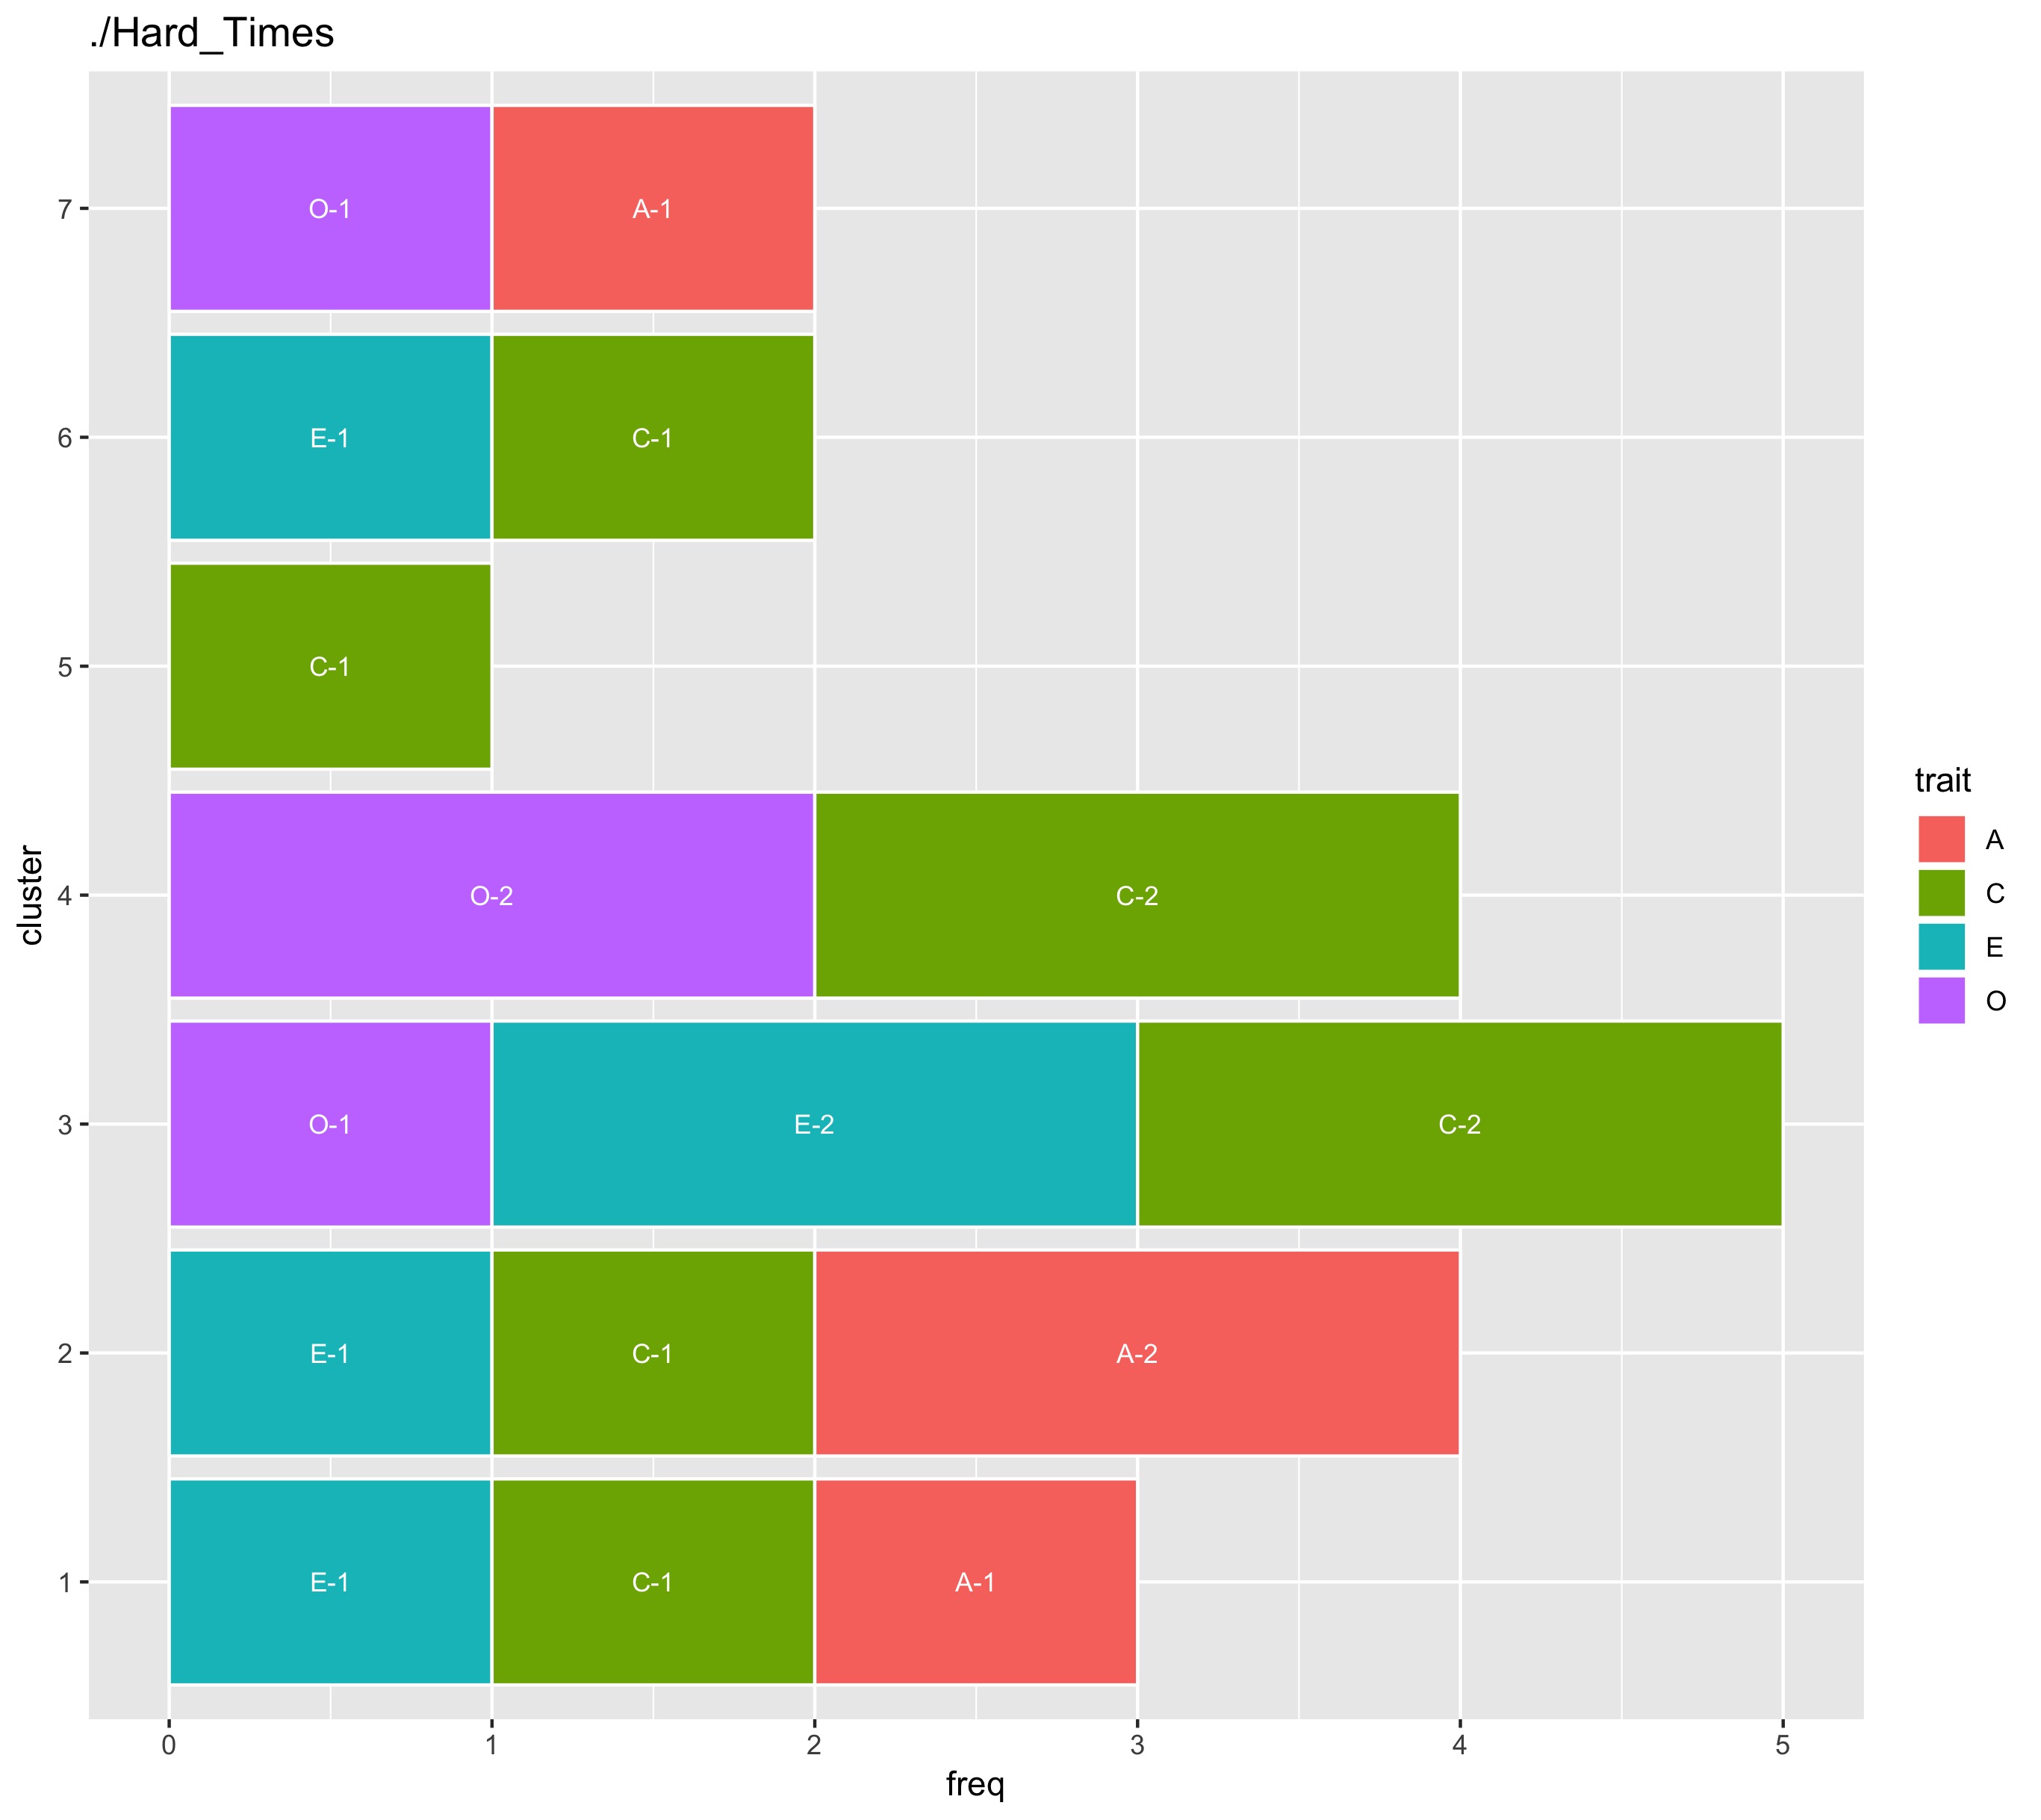 ./Hard_Times
7
O-1 A-1
6
E-1 C-1
5
C-1
4
O-2 C-2
3
O-1 E-2 C-2
2
E-1 C-1 A-2
1
E-1 C-1 A-1
0 1 2 3 4 5
freq
cluster
trait
A
C
E
O